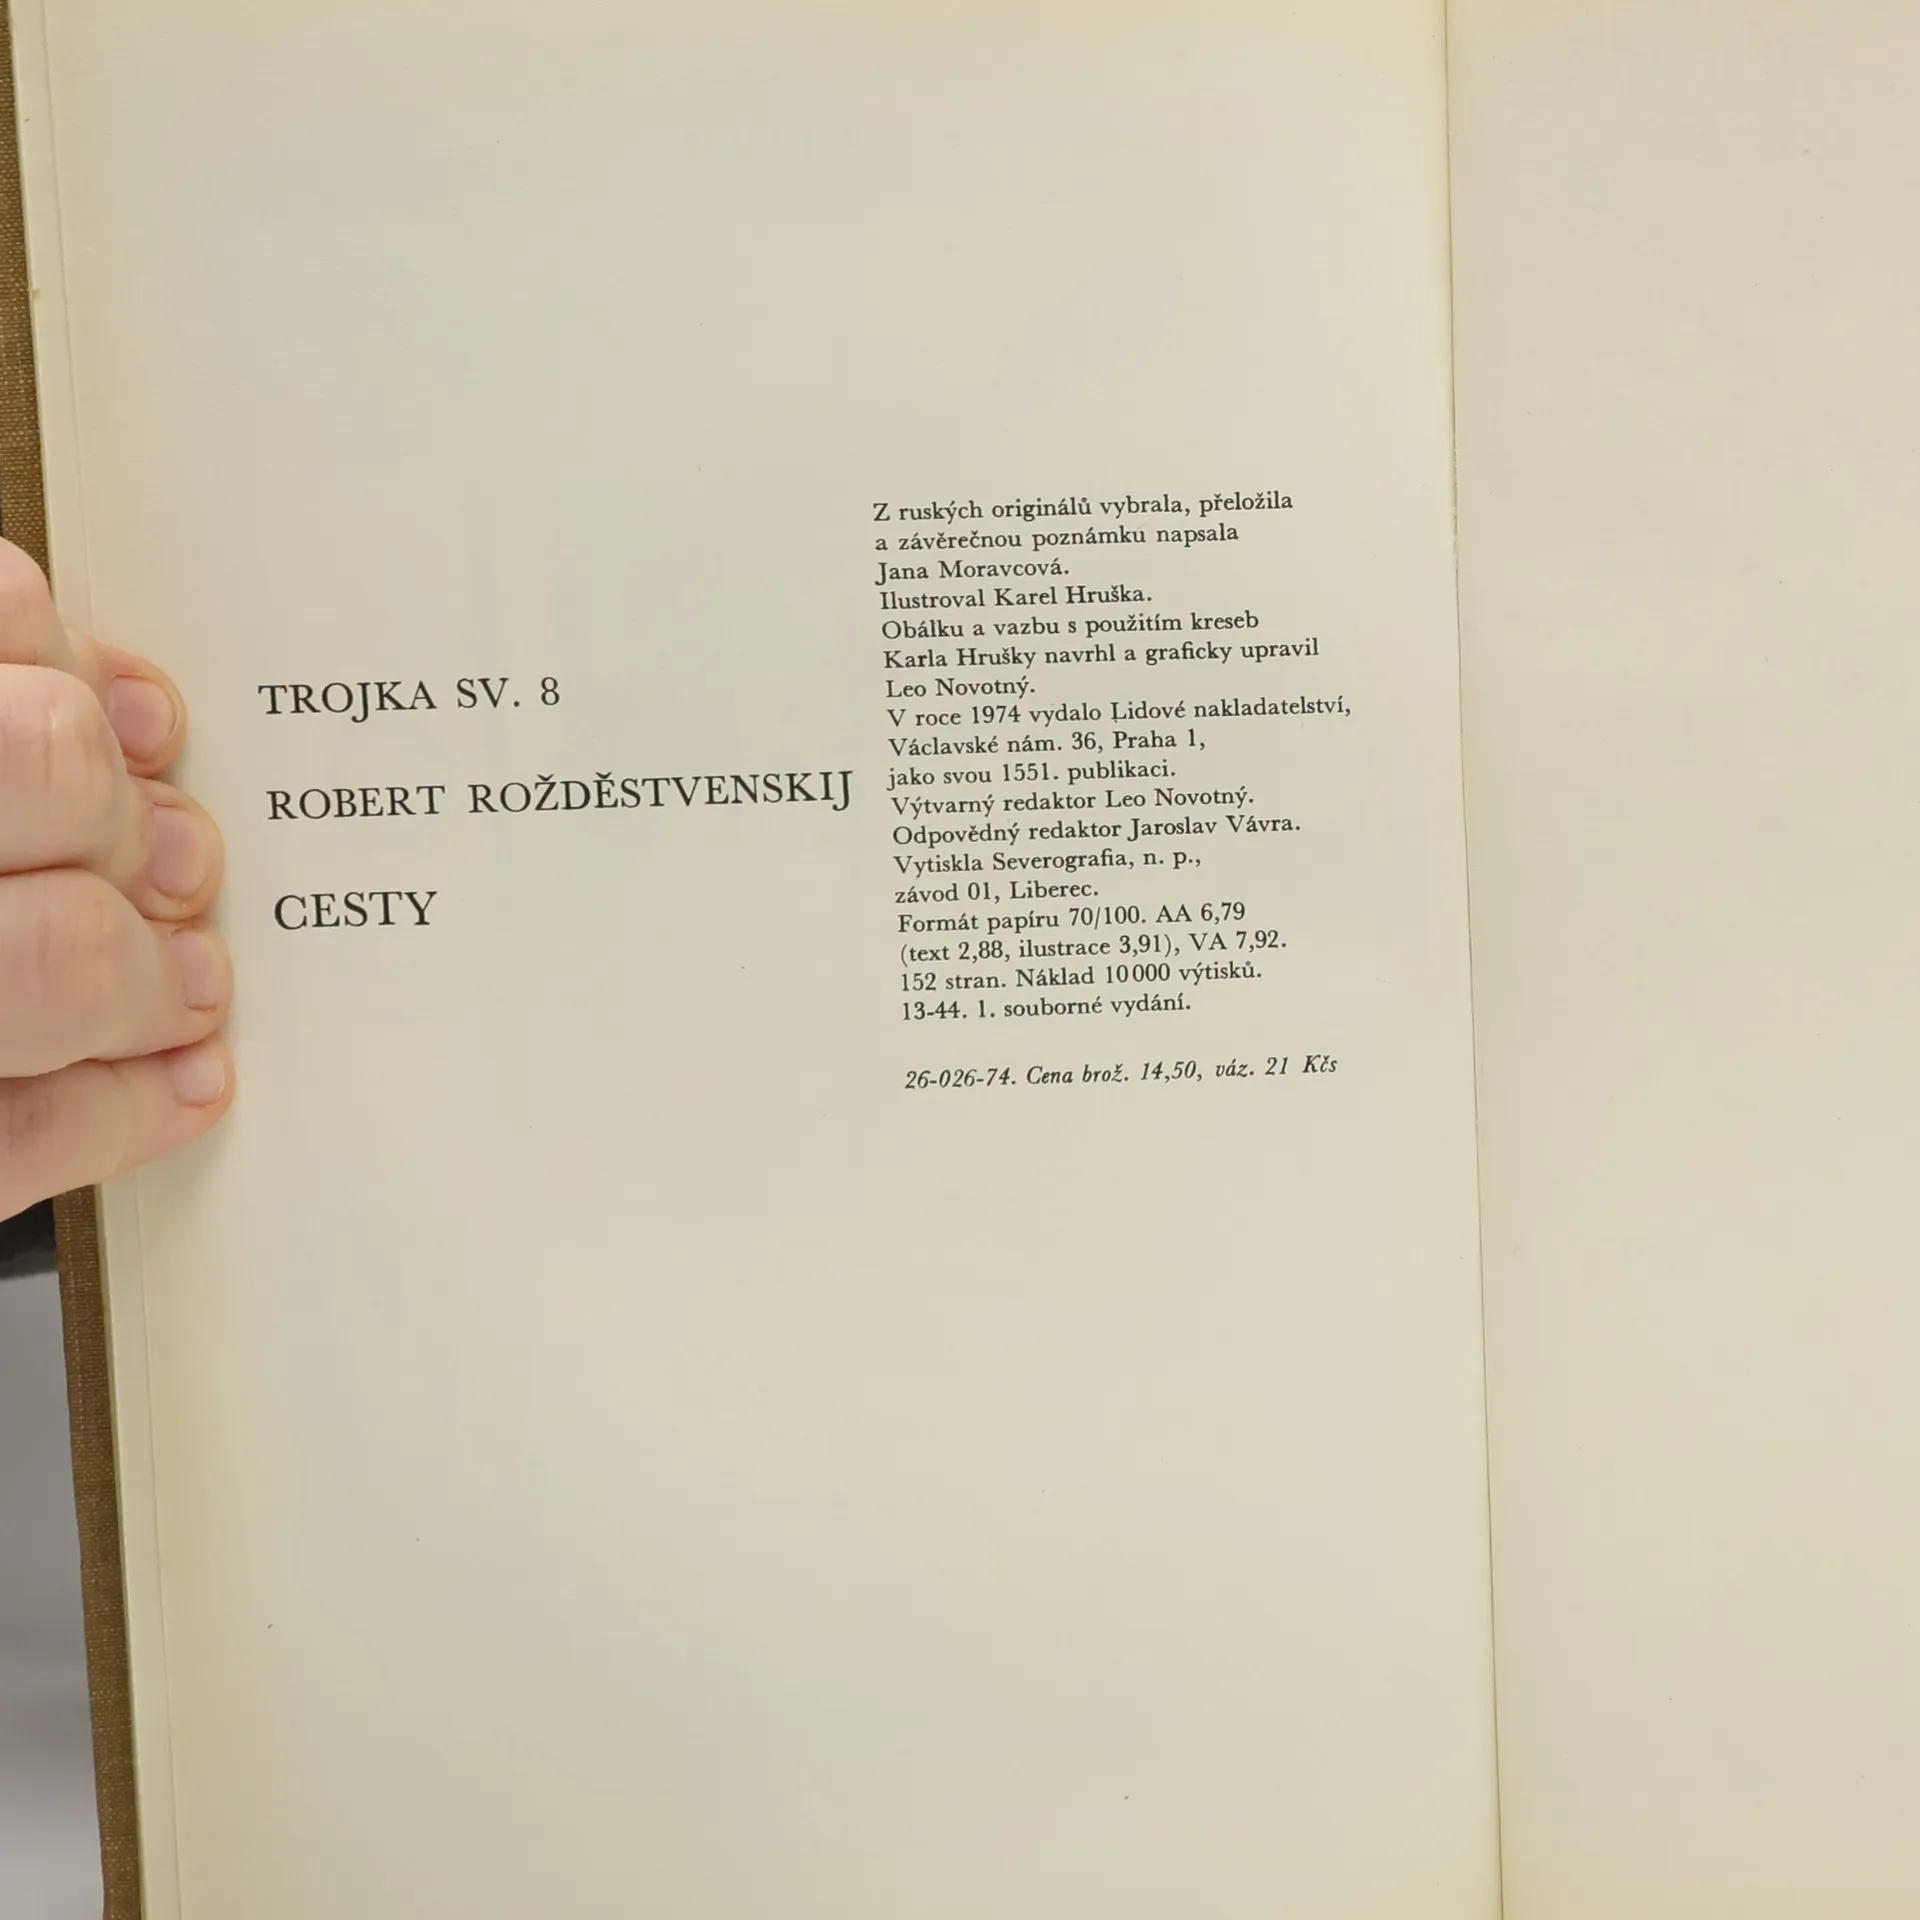 TROJKA SV. 8
ROBERT ROŽDĚSTVENSKIJ
CESTY
Z ruských originálů vybrala, přeložila
a závěrečnou poznámku napsala
Jana Moravcová.
Ilustroval Karel Hruška.
Obálku a vazbu s použitím kreseb
Karla Hrušky navrhl a graficky upravil
Leo Novotný.
V roce 1974 vydalo Lidové nakladatelství,
Václavské nám. 36, Praha 1,
jako svou 1551. publikaci.
Výtvarný redaktor Leo Novotný.
Odpovědný redaktor Jaroslav Vávra.
Vytiskla Severografia, n. p.,
závod 01, Liberec.
Formát papíru 70/100. AA 6,79
(text 2,88, ilustrace 3,91), VA 7,92.
152 stran. Náklad 10 000 výtisků.
13-44. 1. souborné vydání.
26-026-74. Cena brož. 14,50, váz. 21 Kčs